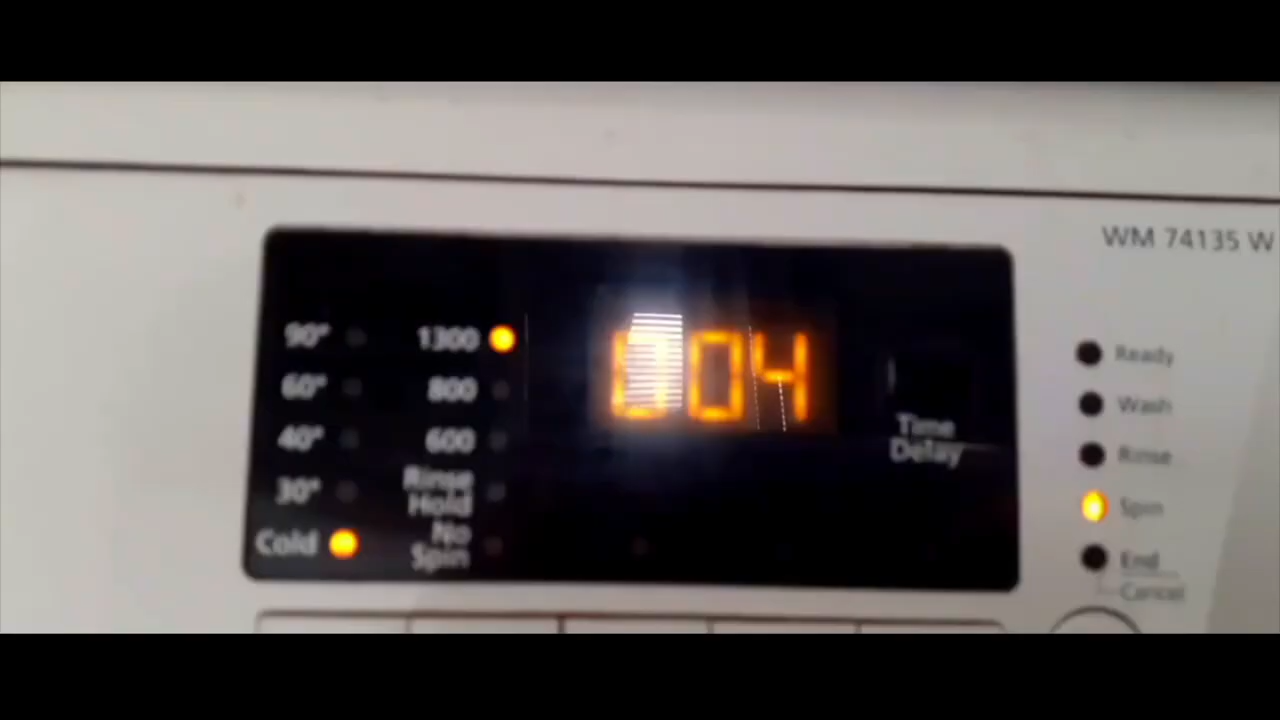 WM 74135 W
90° 1300
60° 800
40° 600
30° Rinse
Hold
Cold No
Spin
004
Time
Delay
Ready
Wash
Rinse
Spin
End
Cancel